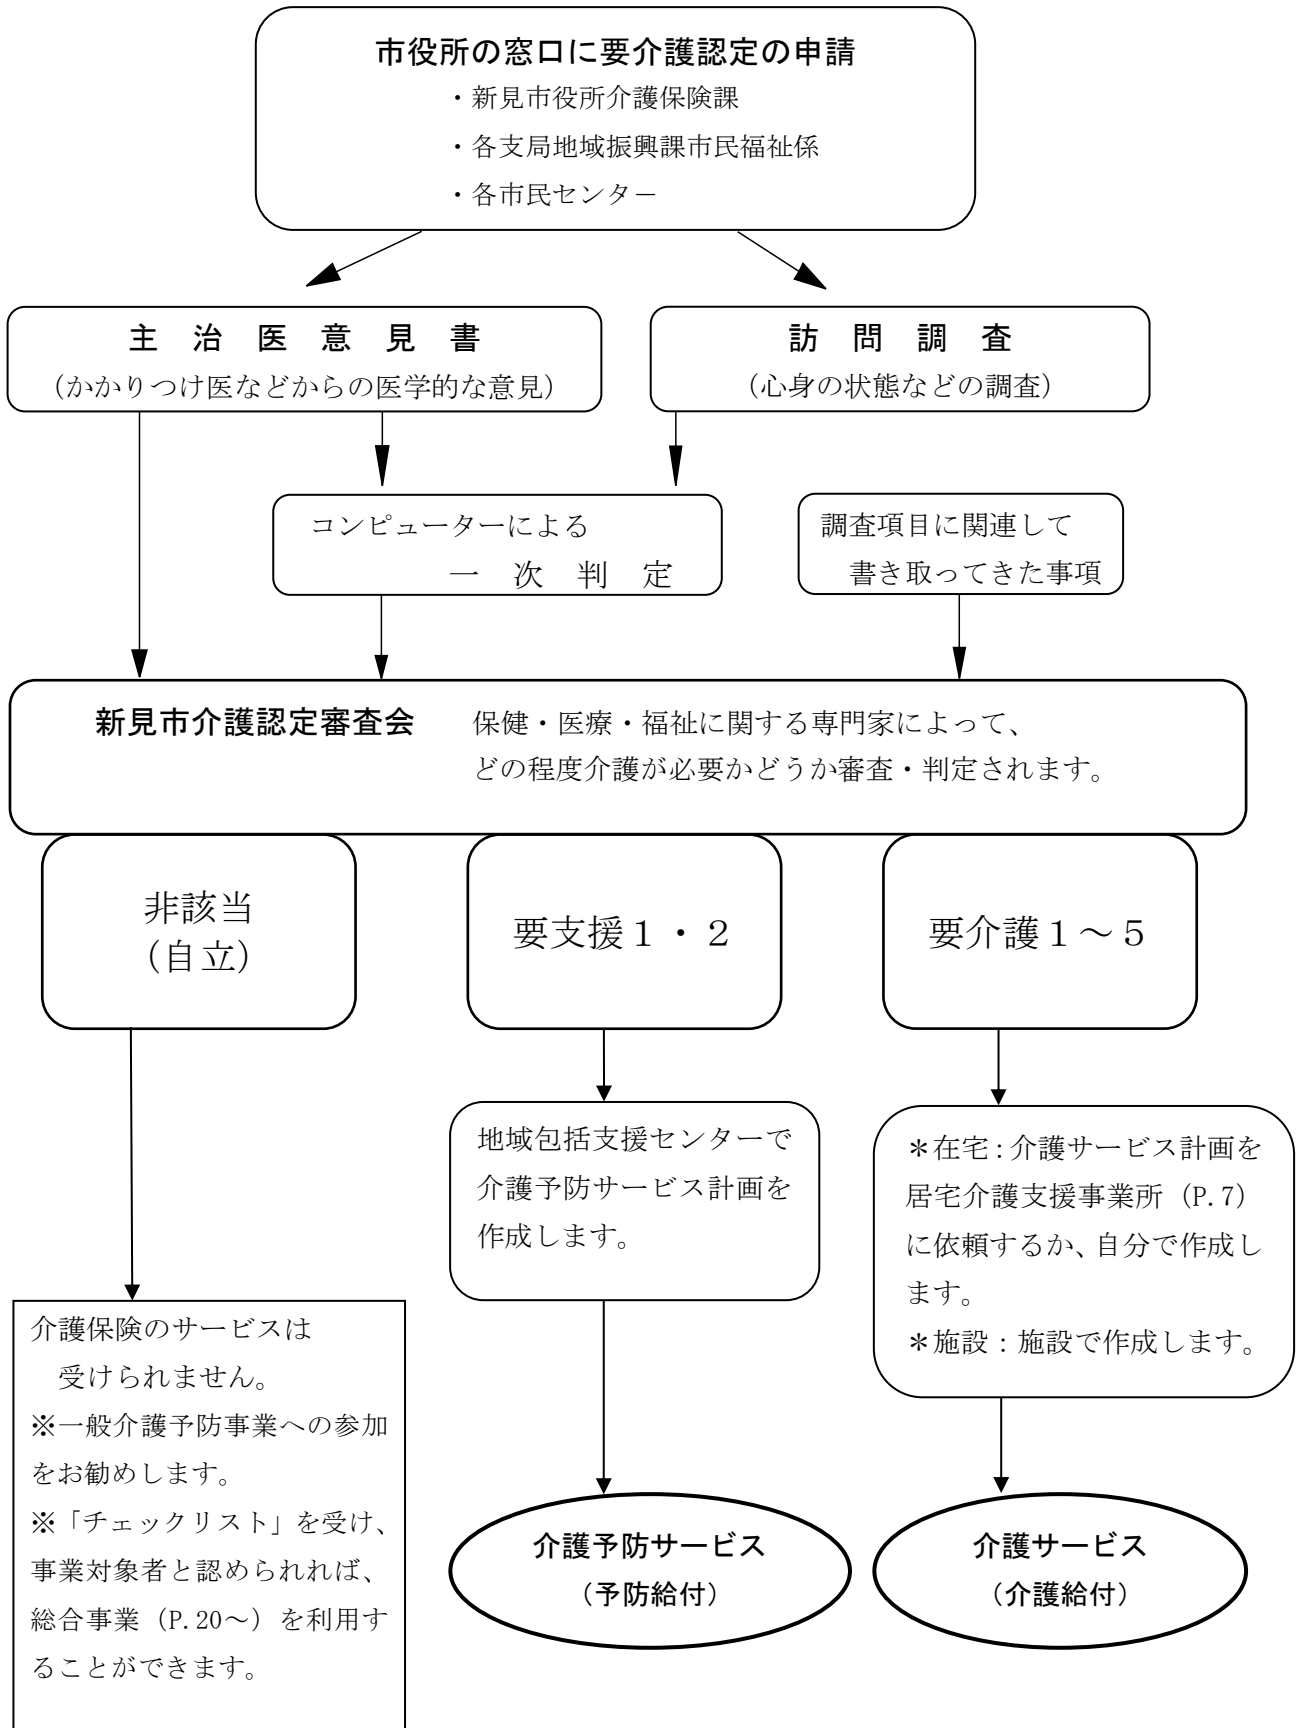 市役所の窓口に要介護認定の申請
・新見市役所介護保険課
・各支局地域振興課市民福祉係
・各市民センター
主治医意見書
(かかりつけ医などからの医学的な意見)
訪問調査
(心身の状態などの調査)
コンピューターによる
一次判定
調査項目に関連して
書き取ってきた事項
新見市介護認定審査会
保健・医療・福祉に関する専門家によって、
どの程度介護が必要かどうか審査・判定されます。
非該当
(自立)
要支援1・2
要介護1～5
介護保険のサービスは
受けられません。
※一般介護予防事業への参加
をお勧めします。
※「チェックリスト」を受け、
事業対象者と認められれば、
総合事業(P.20～)を利用す
ることができます。
地域包括支援センターで
介護予防サービス計画を
作成します。
介護予防サービス
(予防給付)
＊在宅:介護サービス計画を
居宅介護支援事業所(P.7)
に依頼するか、自分で作成し
ます。
＊施設:施設で作成します。
介護サービス
(介護給付)